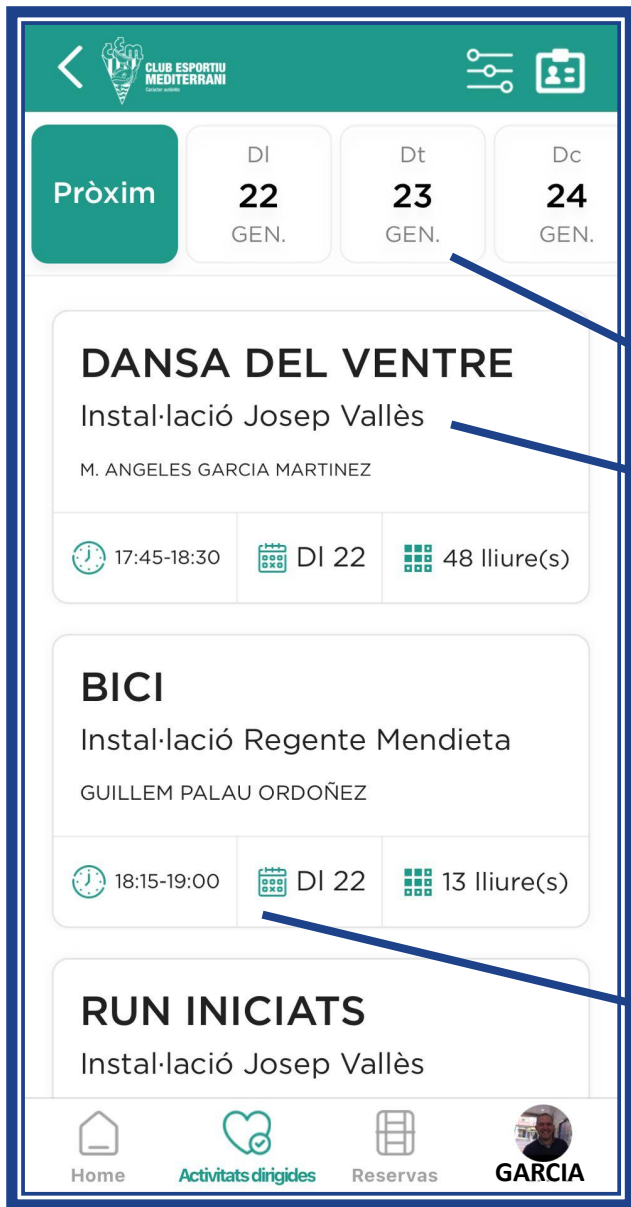 CLUB ESPORTIU
MEDITERRANI
Pròxim
Dl
22
GEN.
Dt
23
GEN.
Dc
24
GEN.
DANSA DEL VENTRE
Instal·lació Josep Vallès
M. ANGELES GARCIA MARTINEZ
17:45-18:30 Dl 22 48 lliure(s)
BICI
Instal·lació Regente Mendieta
GUILLEM PALAU ORDOÑEZ
18:15-19:00 Dl 22 13 lliure(s)
RUN INICIATS
Instal·lació Josep Vallès
Home Activitats dirigides Reservas GARCIA